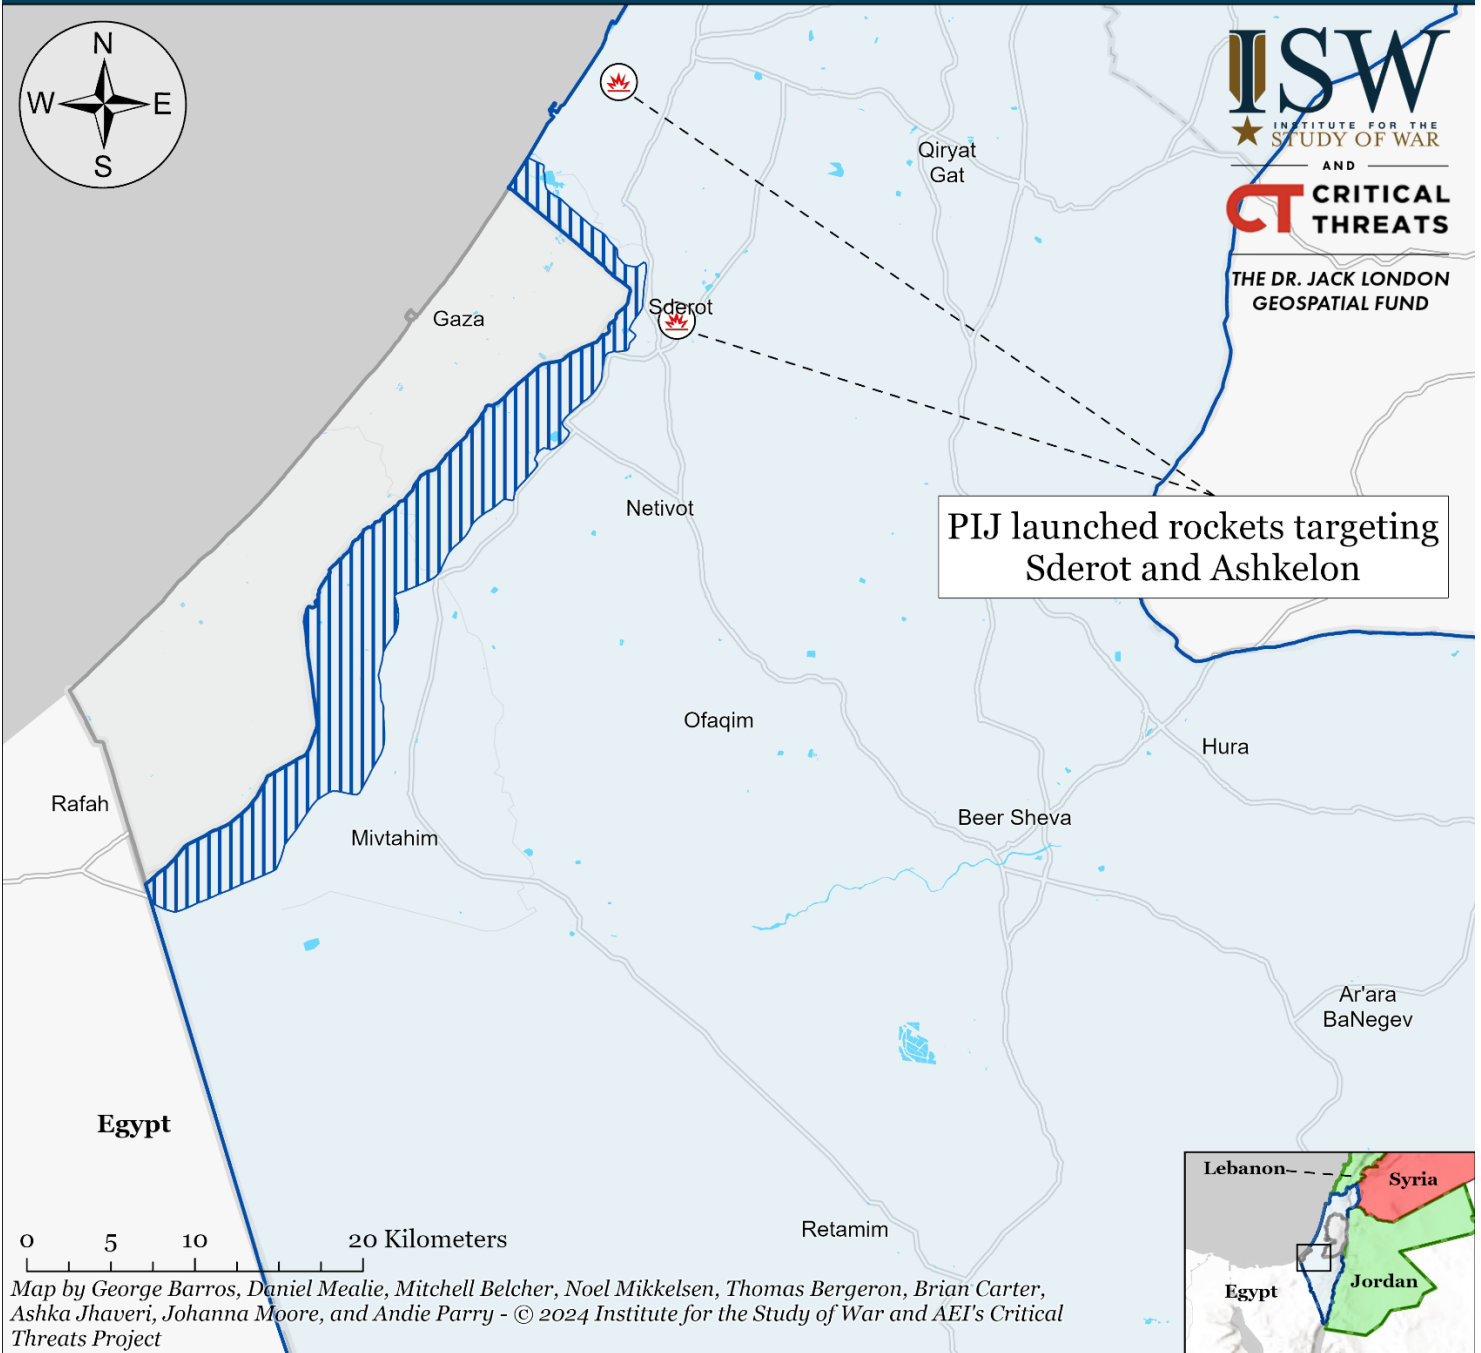 N
W
E
S
ISW
INSTITUTE FOR THE
STUDY OF WAR
AND
CT CRITICAL
THREATS
THE DR. JACK LONDON
GEOSPATIAL FUND
Qiryat
Gat
Gaza
Sderot
Netivot
PIJ launched rockets targeting
Sderot and Ashkelon
Ofaqim
Hura
Rafah
Beer Sheva
Mivtahim
Ar'ara
BaNegev
Egypt
Retamim
0 5 10 20 Kilometers
Map by George Barros, Daniel Mealie, Mitchell Belcher, Noel Mikkelsen, Thomas Bergeron, Brian Carter,
Ashka Jhaveri, Johanna Moore, and Andie Parry - © 2024 Institute for the Study of War and AEI's Critical
Threats Project
Lebanon
Syria
Jordan
Egypt